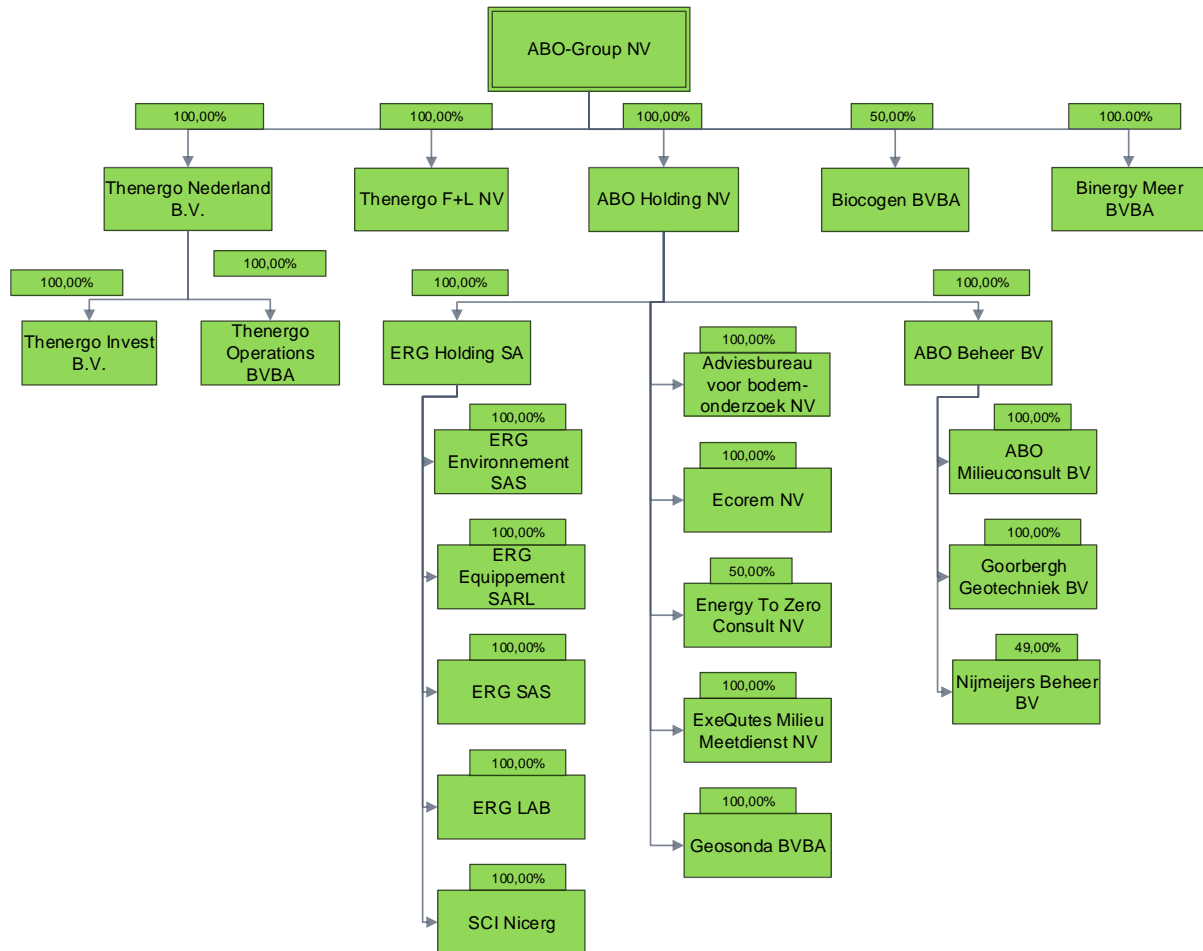 ABO-Group NV
100,00%
100,00%
100,00%
50,00%
100.00%
Thenergo Nederland
B.V.
Thenergo F+L NV
ABO Holding NV
Biocogen BVBA
Binergy Meer
BVBA
100,00%
100,00%
100,00%
100,00%
Thenergo Invest
B.V.
Thenergo
Operations
BVBA
ERG Holding SA
ABO Beheer BV
100,00%
Adviesbureau
voor bodem-
onderzoek NV
100,00%
ERG
Environnement
SAS
100,00%
ABO
Milieuconsult BV
100,00%
Ecorem NV
100,00%
ERG
Equippement
SARL
100,00%
Goorbergh
Geotechniek BV
50,00%
Energy To Zero
Consult NV
100,00%
ERG SAS
49,00%
Nijmeijers Beheer
BV
100,00%
ExeQutes Milieu
Meetdienst NV
100,00%
ERG LAB
100,00%
Geosonda BVBA
100,00%
SCI Nicerg